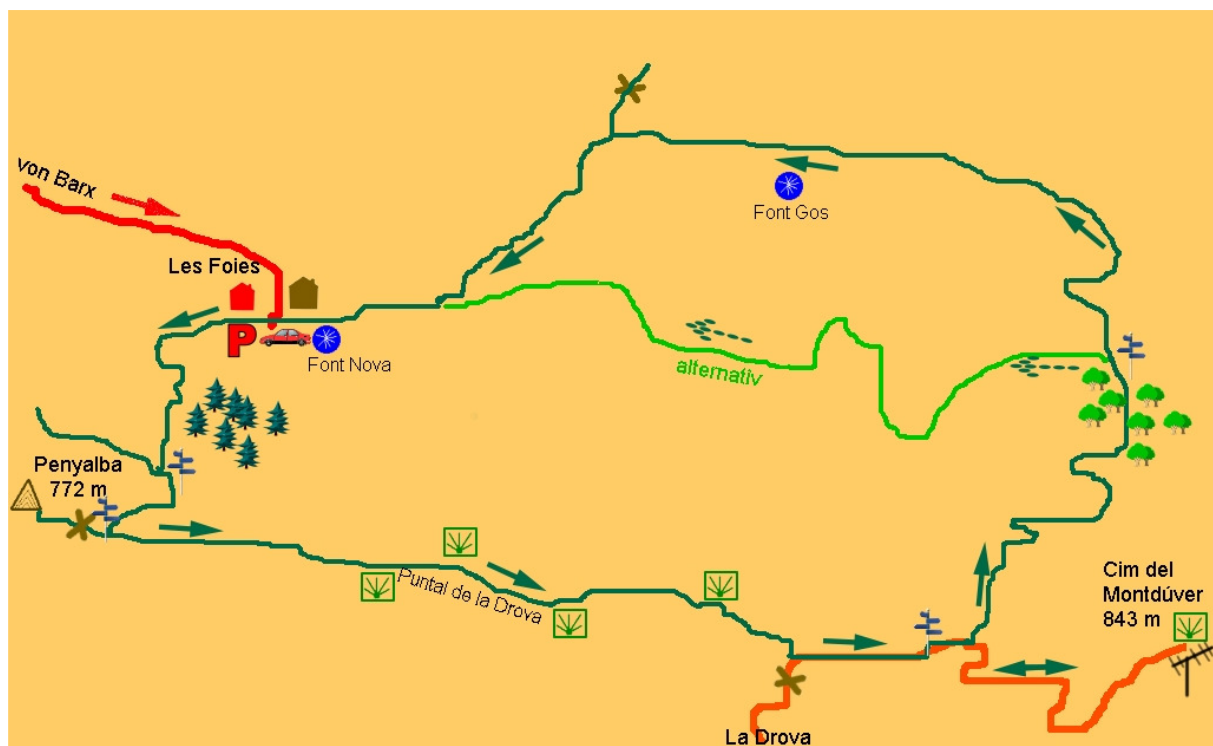 von Barx
Font Gos
Les Foies
P
Font Nova
alternativ
Penyalba
772 m
Puntal de la Drova
Cim del
Montdúver
843 m
La Drova